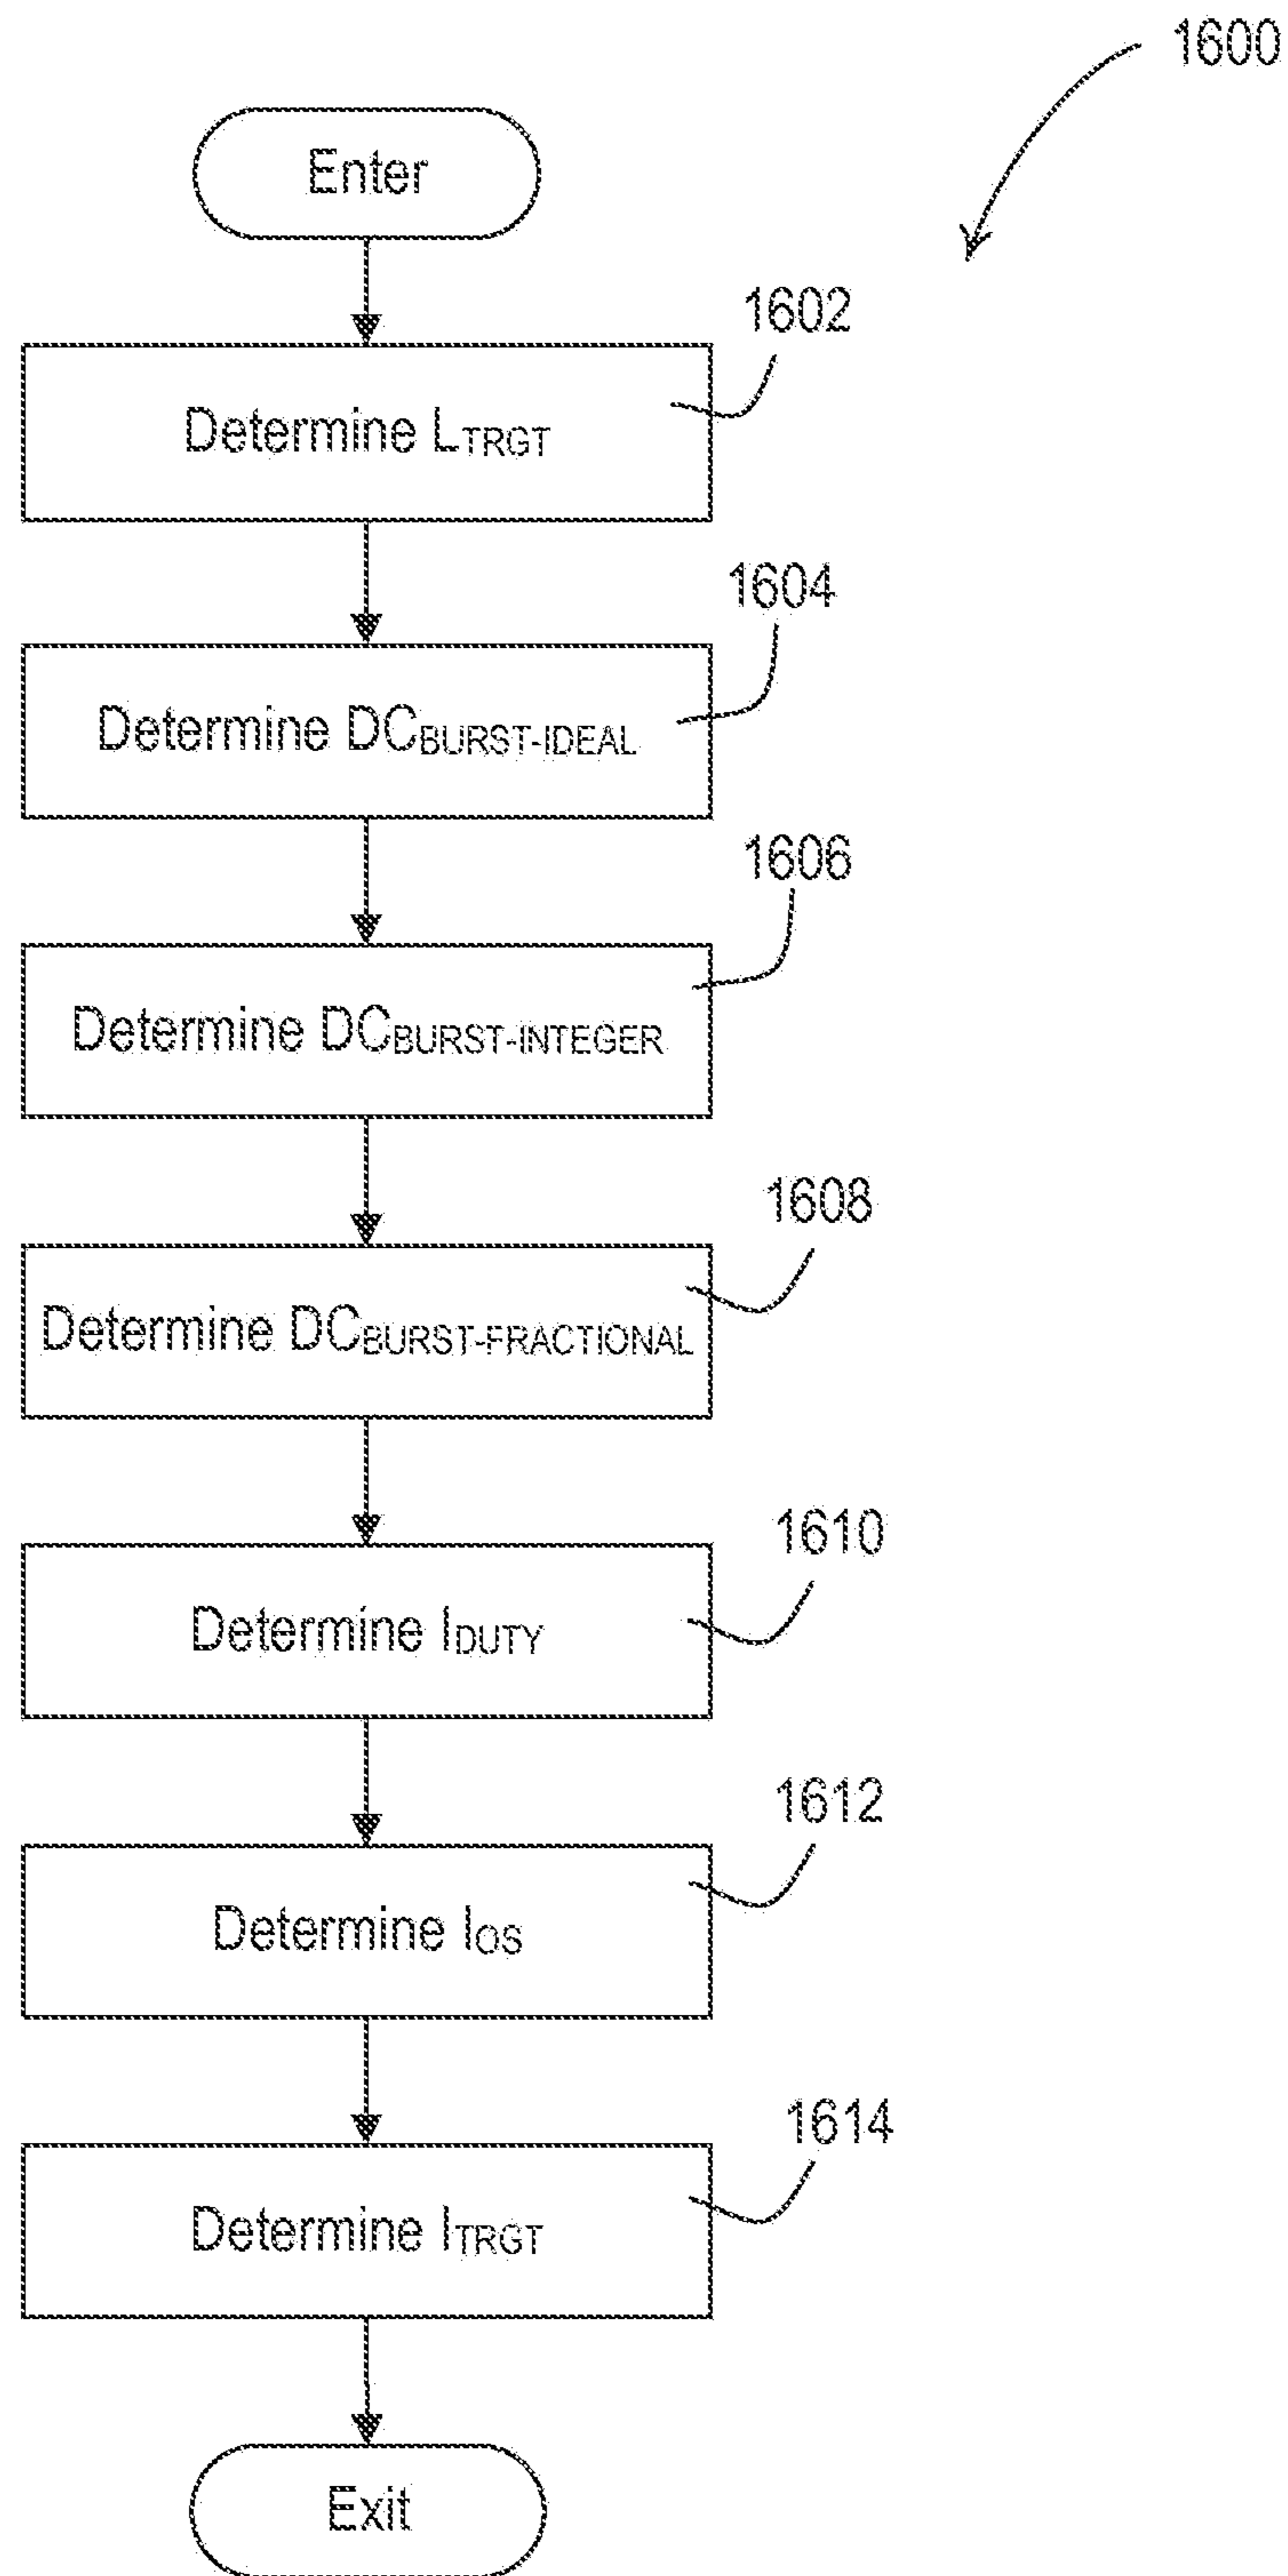 1600
Enter
1602
Determine LTRGT
1604
Determine DCBURST-IDEAL
1606
Determine DCBURST-INTEGER
1608
Determine DCBURST-FRACTIONAL
1610
Determine IDUTY
1612
Determine IOS
1614
Determine ITRGT
Exit